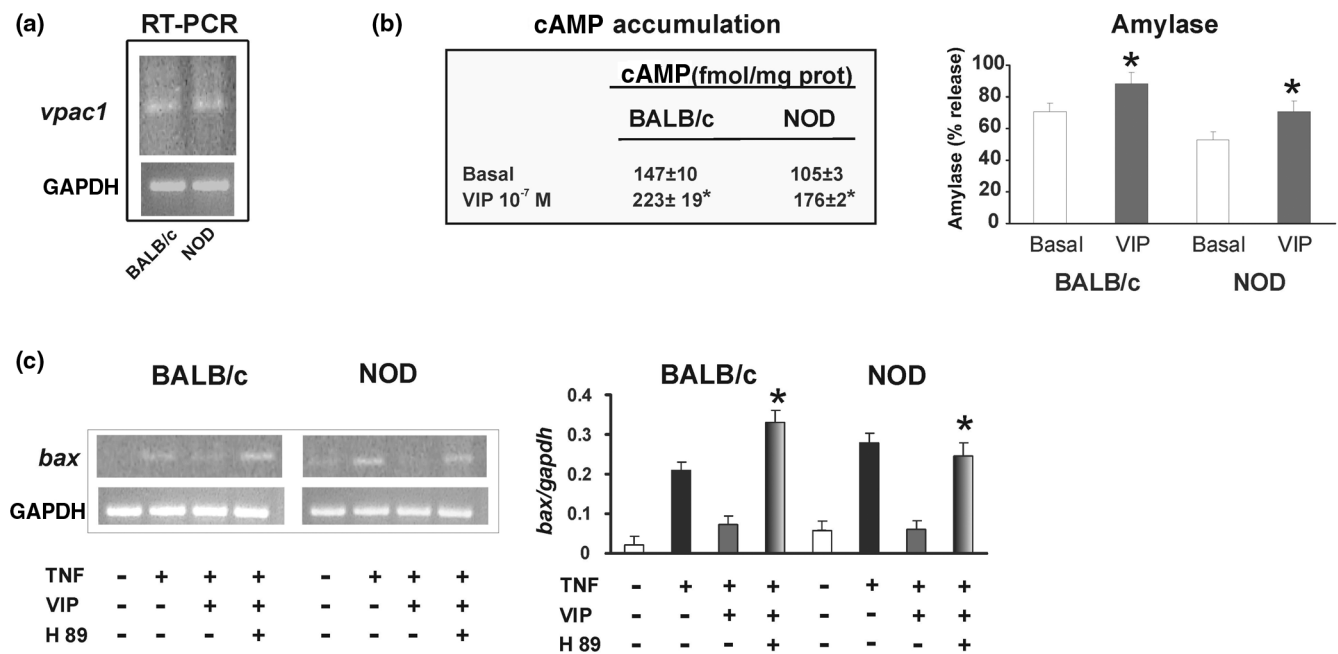 (a)
RT-PCR
vpac1
GAPDH
BALB/c
NOD
(b)
cAMP accumulation
cAMP(fmol/mg prot)
BALB/c NOD
Basal 147±10 105±3
VIP 10⁻⁷ M 223± 19* 176±2*
Amylase
Amylase (% release)
100
80
60
40
20
0
* *
Basal VIP Basal VIP
BALB/c NOD
(c)
BALB/c NOD
bax
GAPDH
TNF - + + + - + + +
VIP - - + + - - + +
H 89 - - - + - - - +
BALB/c NOD
bax/gapdh
0.4
0.3
0.2
0.1
0
* *
TNF - + + + - + + +
VIP - - + + - - + +
H 89 - - - + - - - +